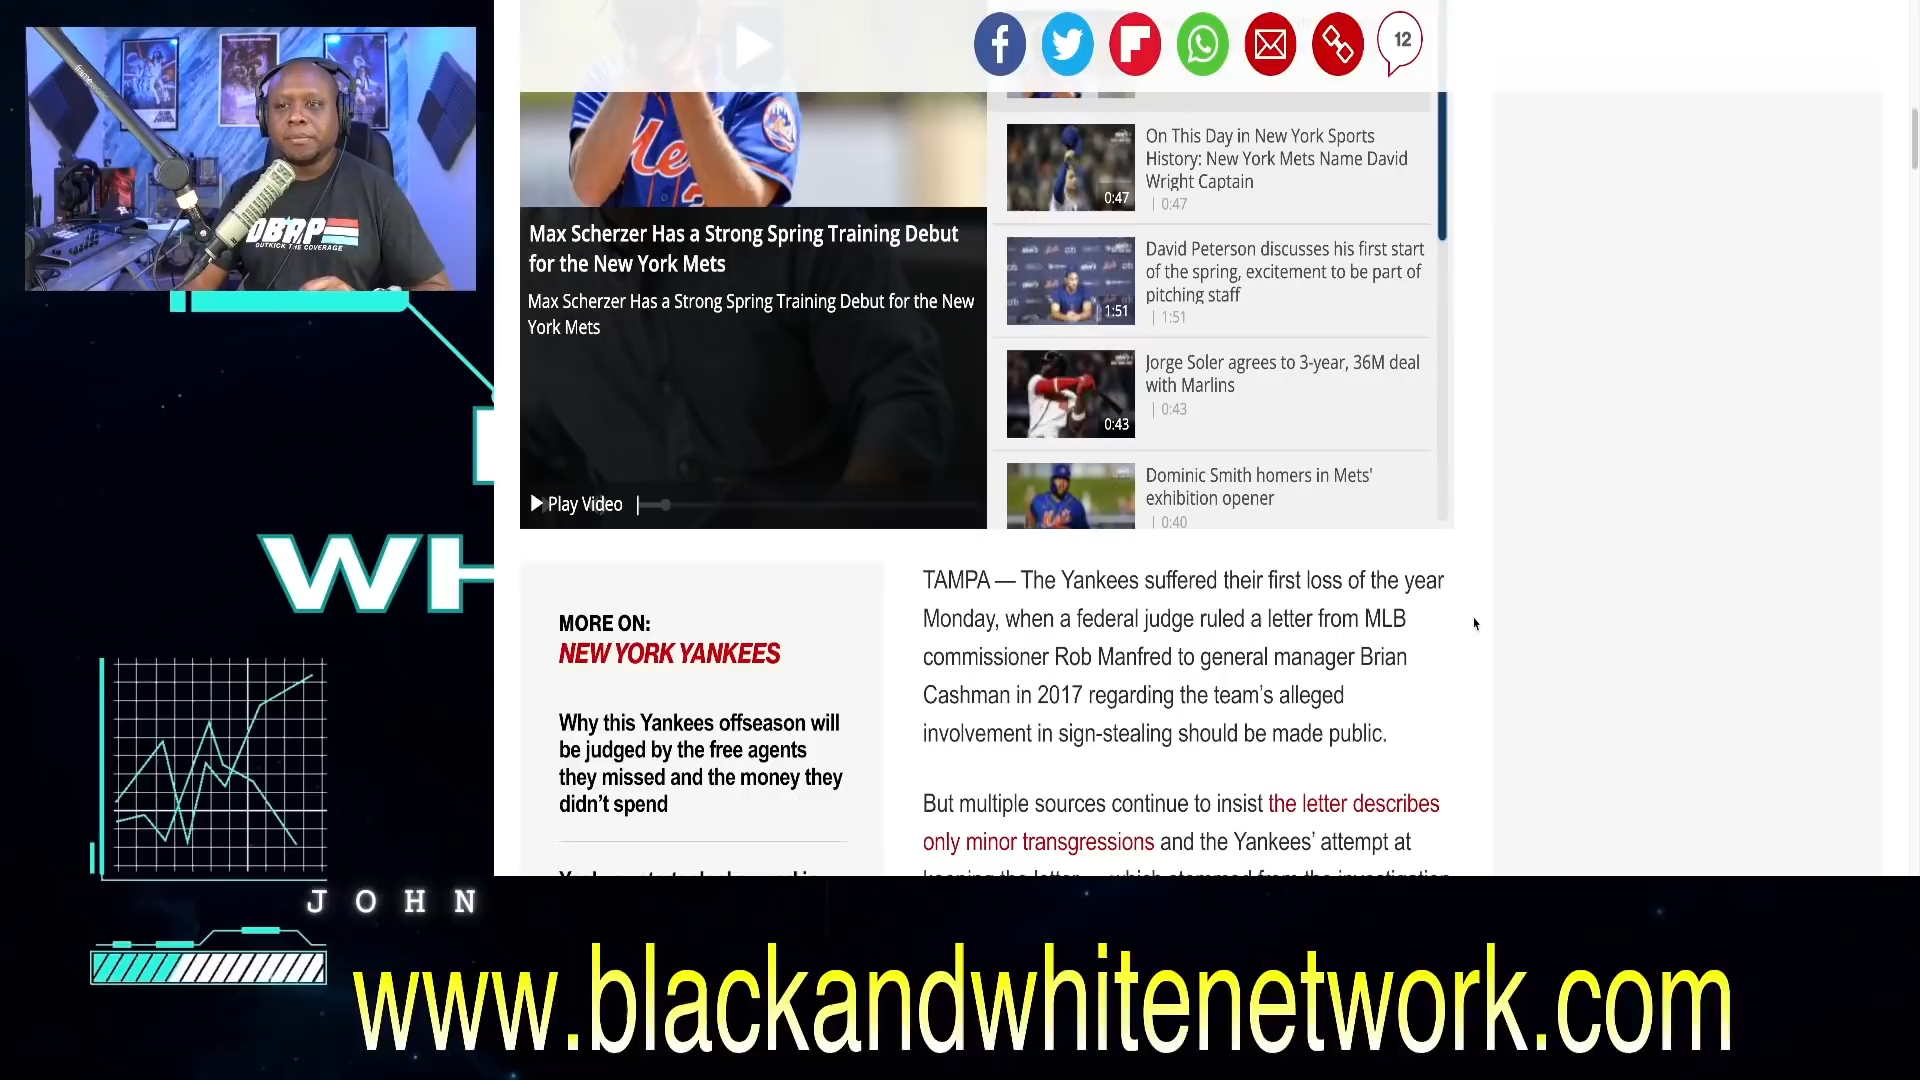 12
On This Day in New York Sports
History: New York Mets Name David
Wright Captain
0:47
| 0:47
David Peterson discusses his first start
of the spring, excitement to be part of
pitching staff
1:51
| 1:51
Jorge Soler agrees to 3-year, 36M deal
with Marlins
0:43
| 0:43
Dominic Smith homers in Mets'
exhibition opener
| 0:40
Max Scherzer Has a Strong Spring Training Debut
for the New York Mets
Max Scherzer Has a Strong Spring Training Debut for the New
York Mets
Play Video
MORE ON:
NEW YORK YANKEES
Why this Yankees offseason will
be judged by the free agents
they missed and the money they
didn't spend
TAMPA — The Yankees suffered their first loss of the year
Monday, when a federal judge ruled a letter from MLB
commissioner Rob Manfred to general manager Brian
Cashman in 2017 regarding the team's alleged
involvement in sign-stealing should be made public.
But multiple sources continue to insist the letter describes
only minor transgressions and the Yankees' attempt at
OUTKICK THE COVERAGE
WH
JOHN
www.blackandwhitenetwork.com